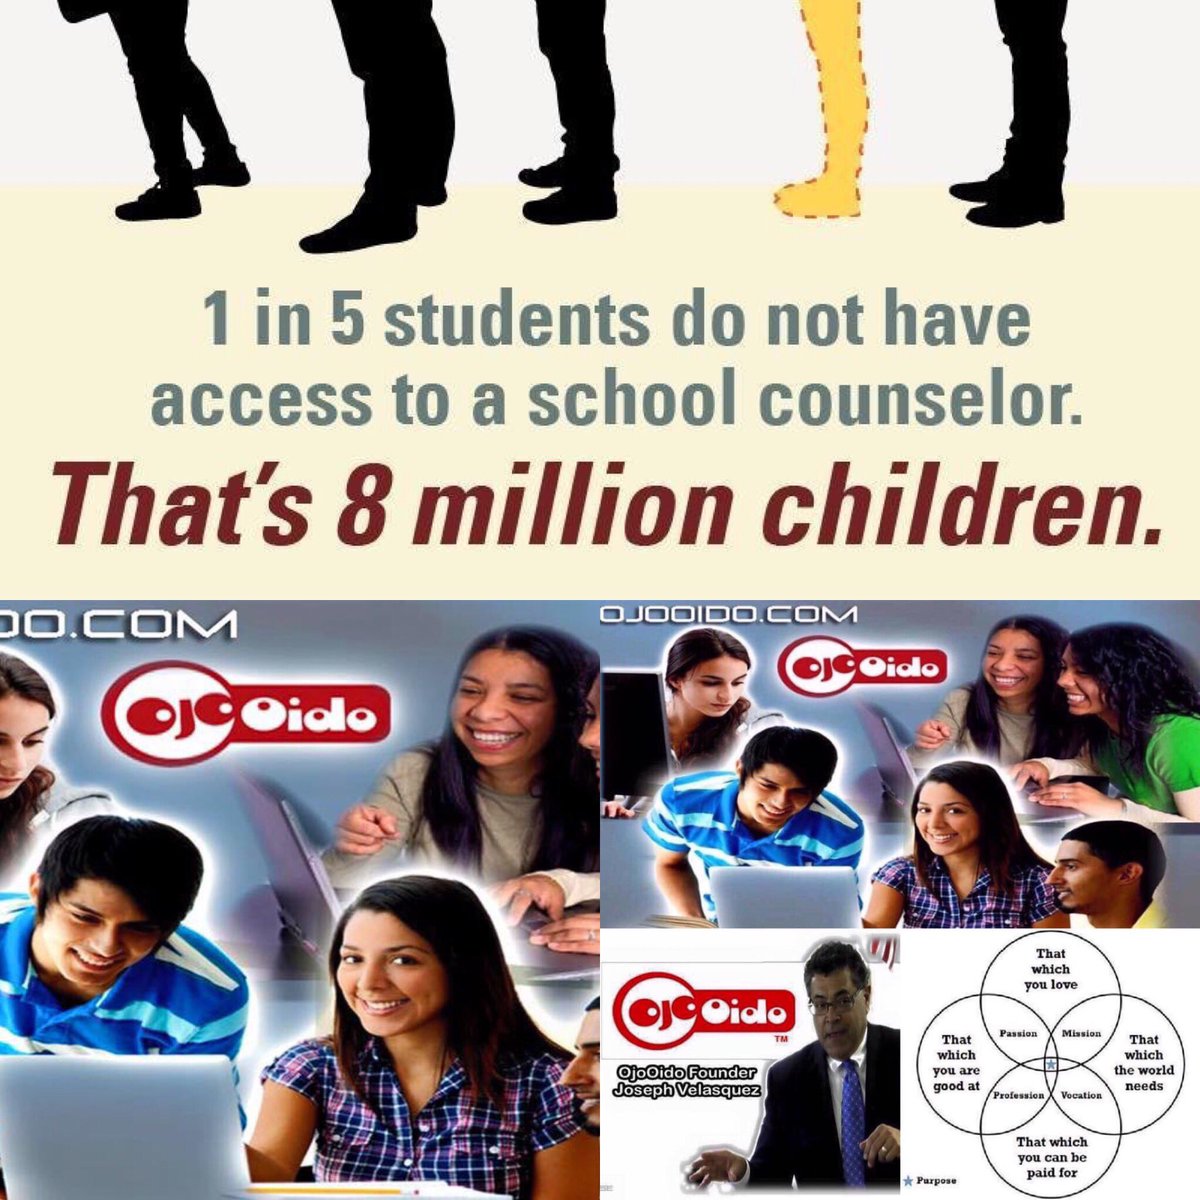 1 in 5 students do not have
access to a school counselor.
That's 8 million children.
DO.COM
OJOOido
OJOOIDO.COM
OJOOido
OJOOido
TM
OjoOido Founder
Joseph Velasquez
That
which
you love
Passion
Mission
That
which
you are
good at
That
which
the world
needs
Profession
Vocation
That which
you can be
paid for
Purpose